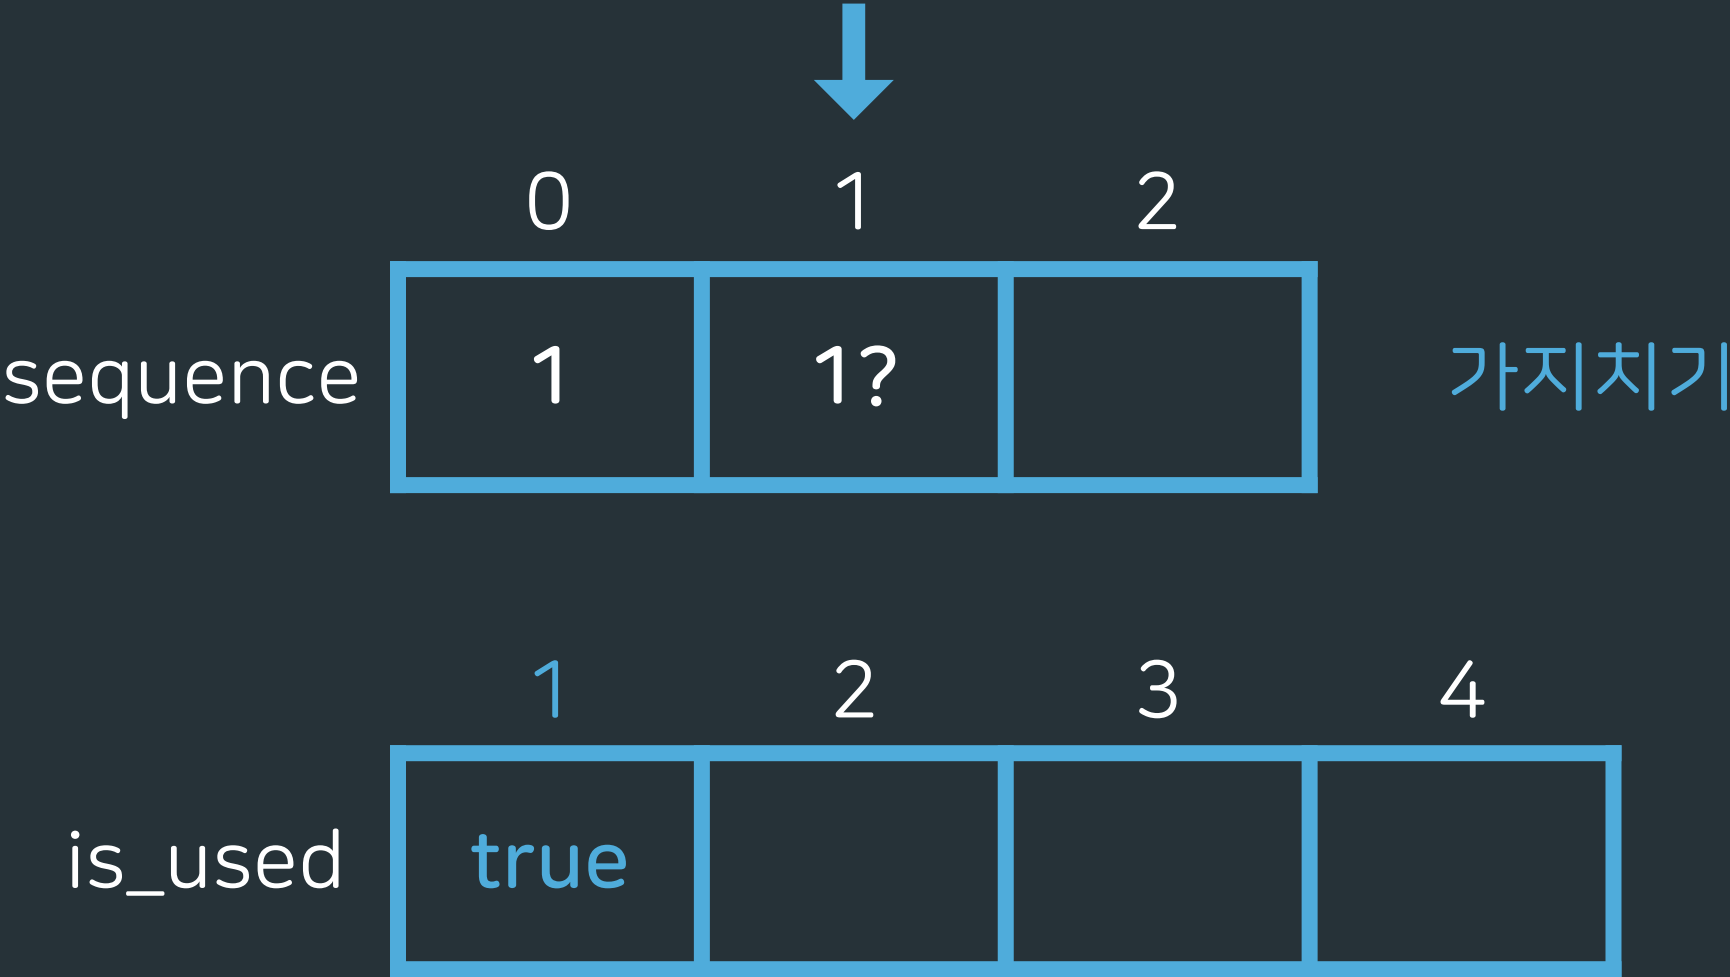 0 1 2
sequence 1 1? 가지치기
1 2 3 4
is_used true